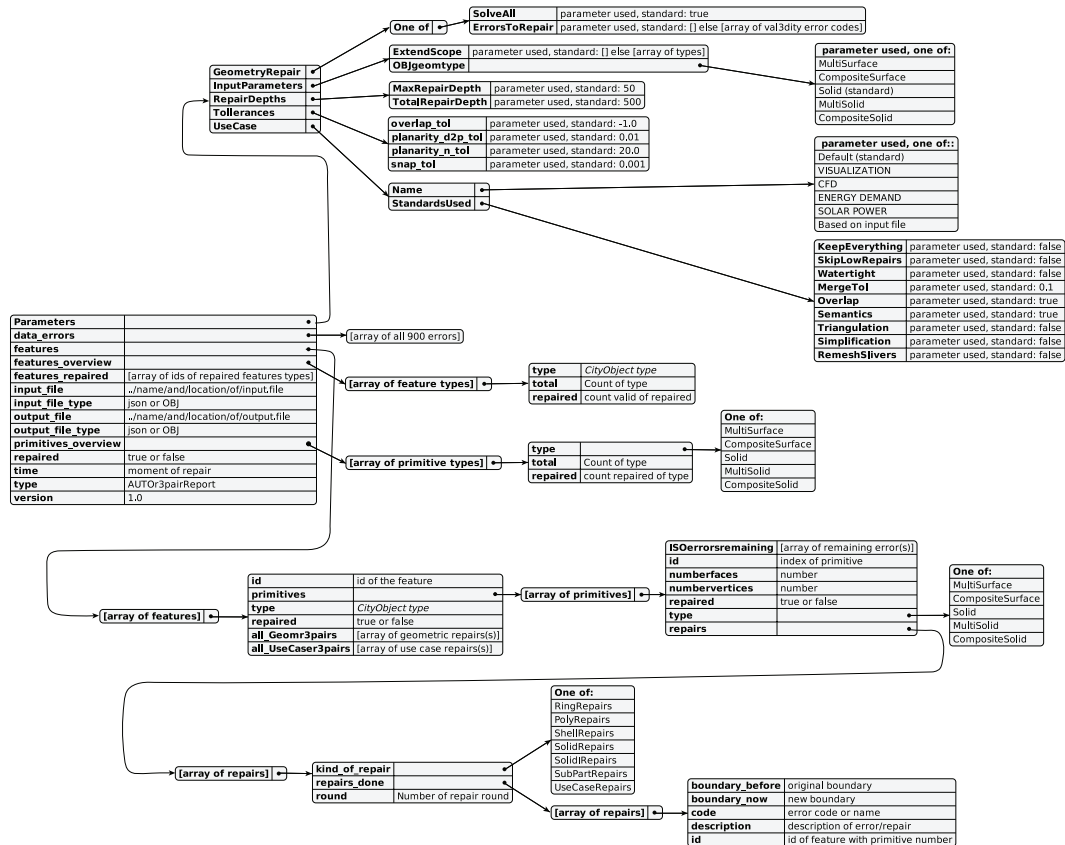 One of
SolveAll parameter used, standard: true
ErrorsToRepair parameter used, standard: [] else [array of val3dity error codes]
GeometryRepair
InputParameters
RepairDepths
Tollerances
UseCase
ExtendScope parameter used, standard: [] else [array of types]
OBJgeomtype
parameter used, one of:
MultiSurface
CompositeSurface
Solid (standard)
MultiSolid
CompositeSolid
MaxRepairDepth parameter used, standard: 50
TotalRepairDepth parameter used, standard: 500
overlap_tol parameter used, standard: -1.0
planarity_d2p_tol parameter used, standard: 0.01
planarity_n_tol parameter used, standard: 20.0
snap_tol parameter used, standard: 0.001
Name
StandardsUsed
parameter used, one of::
Default (standard)
VISUALIZATION
CFD
ENERGY DEMAND
SOLAR POWER
Based on input file
KeepEverything parameter used, standard: false
SkipLowRepairs parameter used, standard: false
Watertight parameter used, standard: false
MergeTol parameter used, standard: 0.1
Overlap parameter used, standard: true
Semantics parameter used, standard: true
Triangulation parameter used, standard: false
Simplification parameter used, standard: false
RemeshSlivers parameter used, standard: false
Parameters
data_errors
features
features_overview
features_repaired [array of ids of repaired features types]
input_file ../name/and/location/of/input.file
input_file_type json or OBJ
output_file ../name/and/location/of/output.file
output_file_type json or OBJ
primitives_overview
repaired true or false
time moment of repair
type AUTOr3pairReport
version 1.0
[array of all 900 errors]
[array of feature types]
type CityObject type
total Count of type
repaired count valid of repaired
[array of primitive types]
type
total Count of type
repaired count repaired of type
One of:
MultiSurface
CompositeSurface
Solid
MultiSolid
CompositeSolid
[array of features]
id id of the feature
primitives
type CityObject type
repaired true or false
all_Geomr3pairs [array of geometric repairs(s)]
all_UseCaser3pairs [array of use case repairs(s)]
[array of primitives]
ISOerrorsremaining [array of remaining error(s)]
id index of primitive
numberfaces number
numbervertices number
repaired true or false
type
repairs
One of:
MultiSurface
CompositeSurface
Solid
MultiSolid
CompositeSolid
[array of repairs]
kind_of_repair
repairs_done
round Number of repair round
One of:
RingRepairs
PolyRepairs
ShellRepairs
SolidRepairs
SolidIRepairs
SubPartRepairs
UseCaseRepairs
[array of repairs]
boundary_before original boundary
boundary_now new boundary
code error code or name
description description of error/repair
id id of feature with primitive number